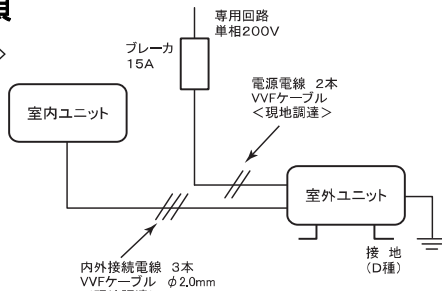 専用回路
単相200V
ブレーカ
15A
電源電線 2本
VVFケーブル
＜現地調達＞
室内ユニット
室外ユニット
接 地
（D種）
内外接続電線 3本
VVFケーブル φ2.0mm